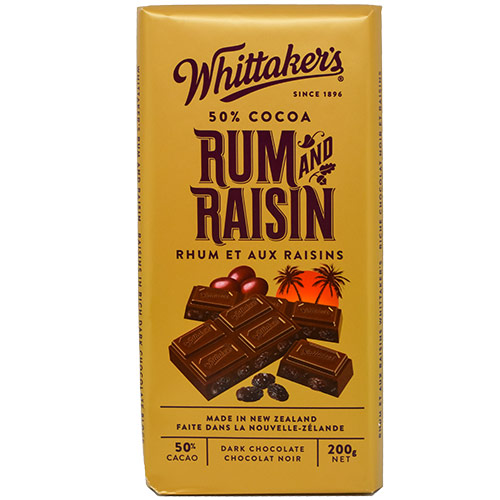 Whittaker's
SINCE 1896
50% COCOA
RUM AND
RAISIN
RHUM ET AUX RAISINS
MADE IN NEW ZEALAND
FAITE DANS LA NOUVELLE-ZÉLANDE
50% CACAO
DARK CHOCOLATE
CHOCOLAT NOIR
200g NET